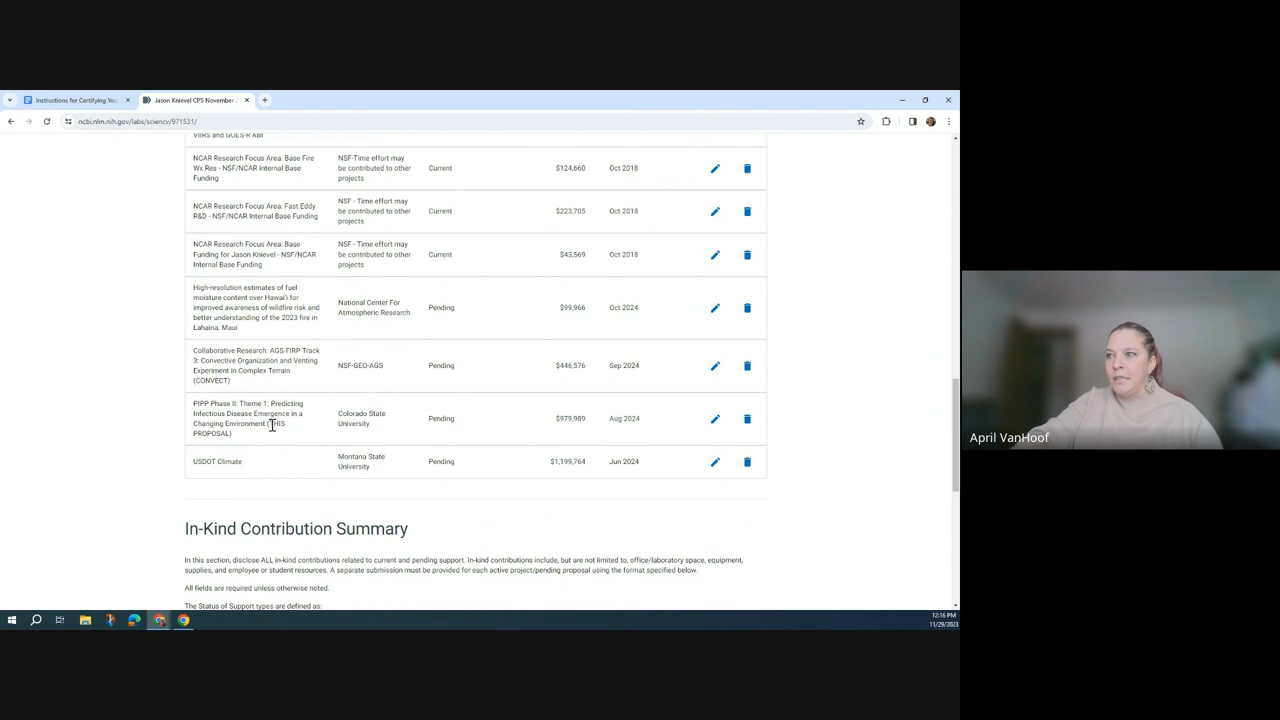 Instructions for Certifying You
Jason Knievel CPS November
ncbi.nlm.nih.gov/labs/sciencv/971531/
VIIRS and GOES-R ABI
NCAR Research Focus Area: Base Fire
Wx Res - NSF/NCAR Internal Base
Funding
NSF-Time effort may
be contributed to other
projects
Current
$124,660
Oct 2018
NCAR Research Focus Area: Fast Eddy
R&D - NSF/NCAR Internal Base Funding
NSF - Time effort may
be contributed to other
projects
Current
$223,705
Oct 2018
NCAR Research Focus Area: Base
Funding for Jason Knievel - NSF/NCAR
Internal Base Funding
NSF - Time effort may
be contributed to other
projects
Current
$43,569
Oct 2018
High-resolution estimates of fuel
moisture content over Hawai'i for
improved awareness of wildfire risk and
better understanding of the 2023 fire in
Lahaina, Maui
National Center For
Atmospheric Research
Pending
$99,966
Oct 2024
Collaborative Research: AGS-FIRP Track
3: Convective Organization and Venting
Experiment in Complex Terrain
(CONVECT)
NSF-GEO-AGS
Pending
$446,576
Sep 2024
PIPP Phase II: Theme 1: Predicting
Infectious Disease Emergence in a
Changing Environment (THIS
PROPOSAL)
Colorado State
University
Pending
$979,989
Aug 2024
USDOT Climate
Montana State
University
Pending
$1,199,764
Jun 2024
In-Kind Contribution Summary
In this section, disclose ALL in-kind contributions related to current and pending support. In-kind contributions include, but are not limited to, office/laboratory space, equipment,
supplies, and employee or student resources. A separate submission must be provided for each active project/pending proposal using the format specified below.
All fields are required unless otherwise noted.
The Status of Support types are defined as:
12:16 PM
11/29/2023
April VanHoof